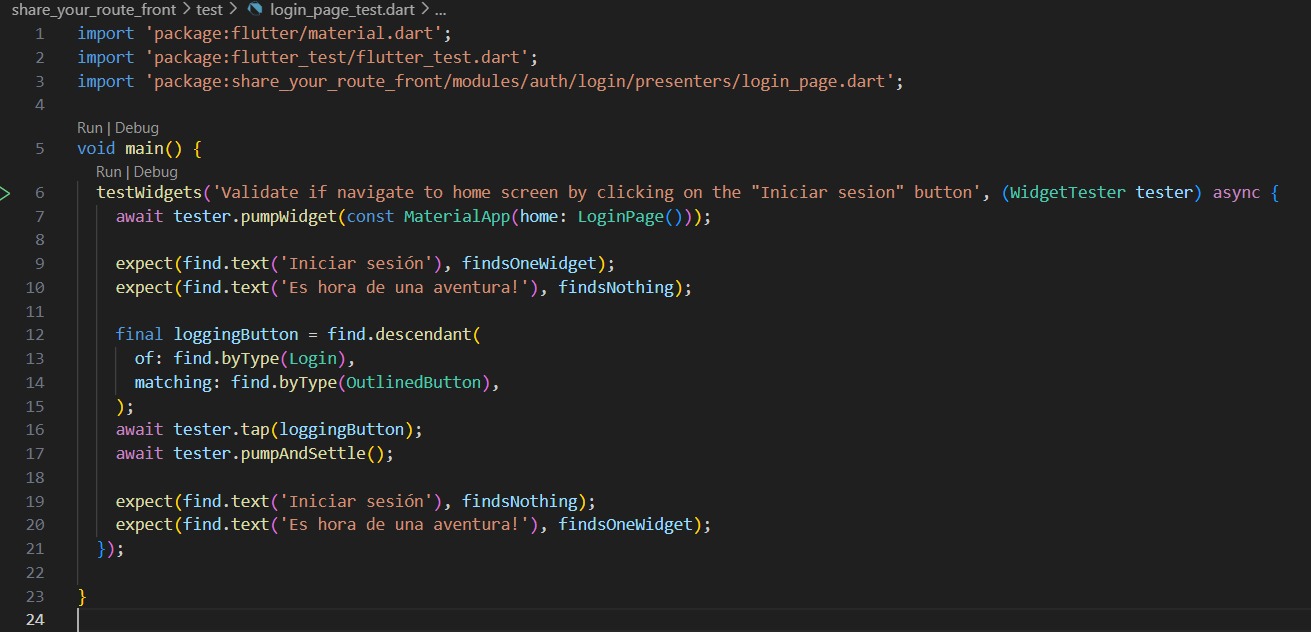 share_your_route_front > test > login_page_test.dart > ...
1 import 'package:flutter/material.dart';
2 import 'package:flutter_test/flutter_test.dart';
3 import 'package:share_your_route_front/modules/auth/login/presenters/login_page.dart';
4
Run | Debug
5 void main() {
Run | Debug
6   testWidgets('Validate if navigate to home screen by clicking on the "Iniciar sesion" button', (WidgetTester tester) async {
7     await tester.pumpWidget(const MaterialApp(home: LoginPage()));
8
9     expect(find.text('Iniciar sesión'), findsOneWidget);
10     expect(find.text('Es hora de una aventura!'), findsNothing);
11
12     final loggingButton = find.descendant(
13       of: find.byType(Login),
14       matching: find.byType(OutlinedButton),
15     );
16     await tester.tap(loggingButton);
17     await tester.pumpAndSettle();
18
19     expect(find.text('Iniciar sesión'), findsNothing);
20     expect(find.text('Es hora de una aventura!'), findsOneWidget);
21   });
22
23 }
24